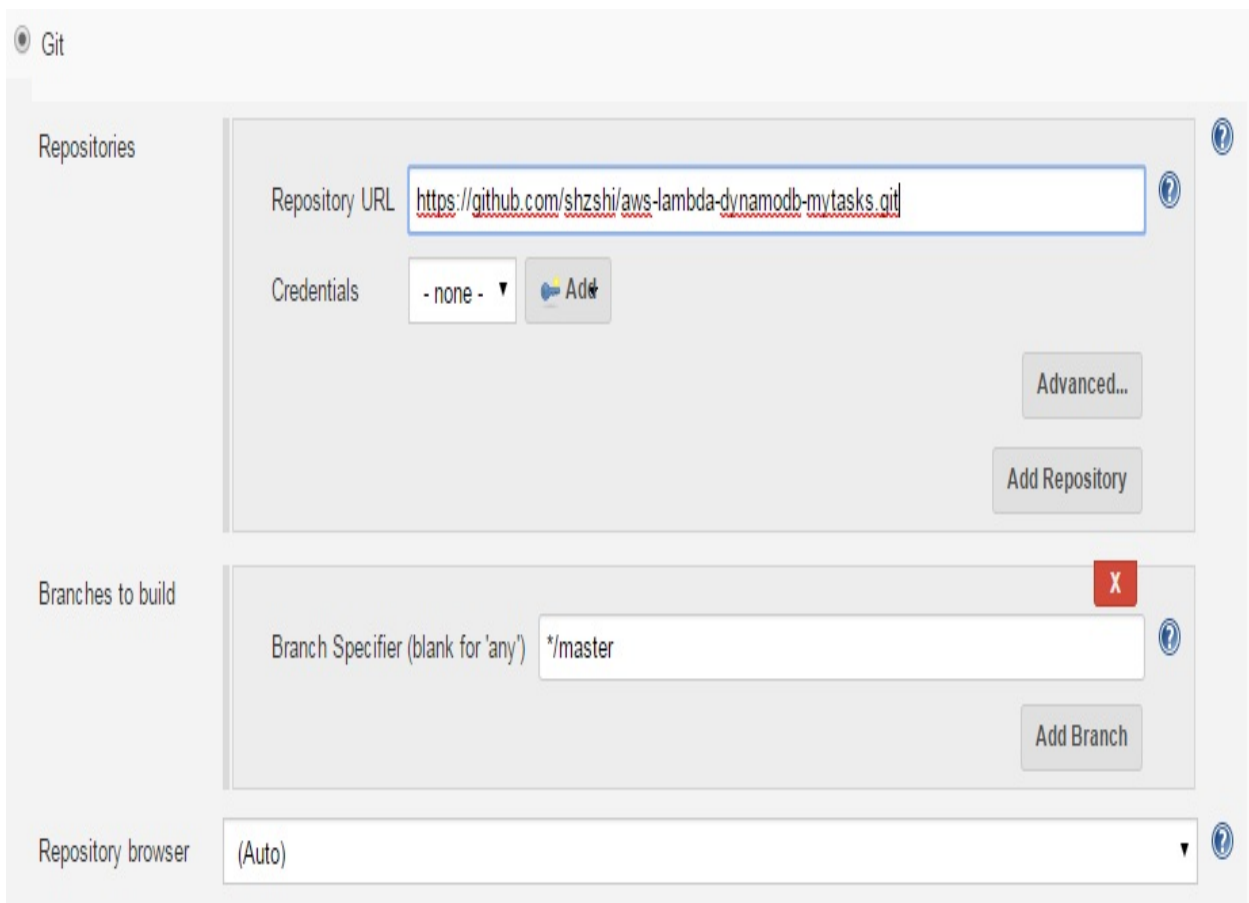 Git
Repositories
Repository URL https://github.com/shzshi/aws-lambda-dynamodb-mytasks.git
Credentials - none - Add
Advanced...
Add Repository
Branches to build
X
Branch Specifier (blank for 'any') */master
Add Branch
Repository browser (Auto)